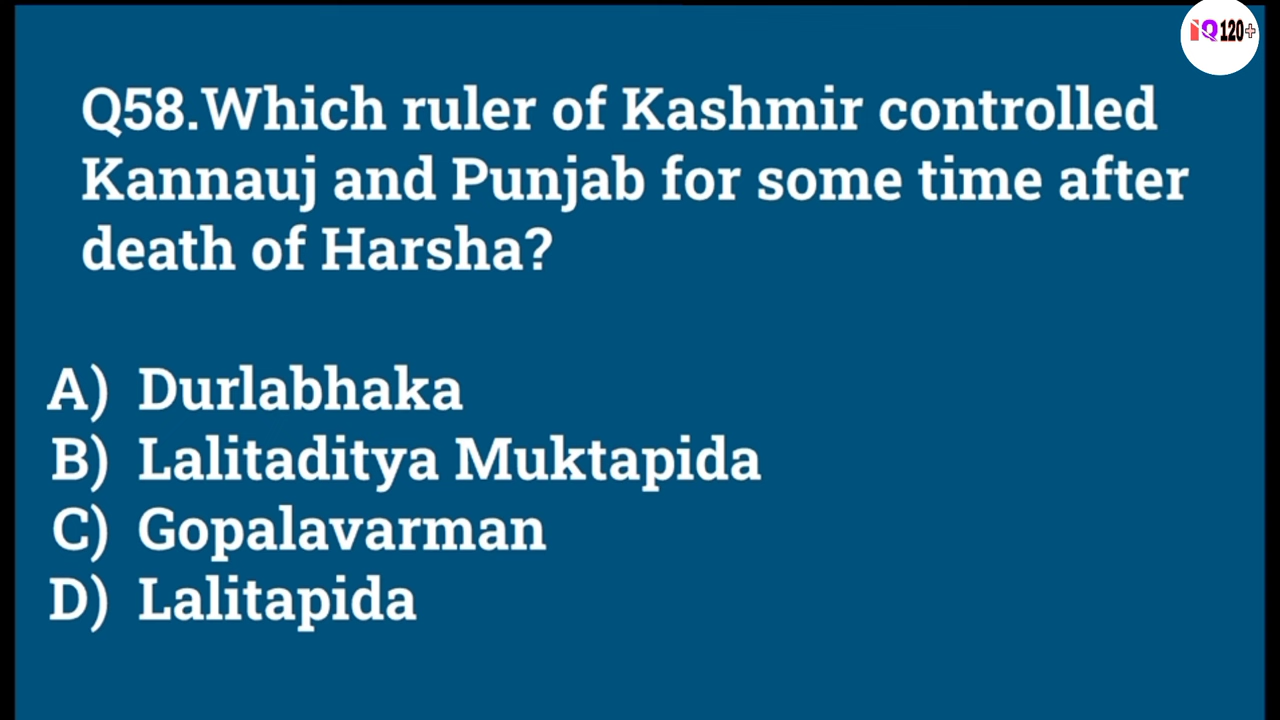 iQ120+
Q58.Which ruler of Kashmir controlled
Kannauj and Punjab for some time after
death of Harsha?
A) Durlabhaka
B) Lalitaditya Muktapida
C) Gopalavarman
D) Lalitapida